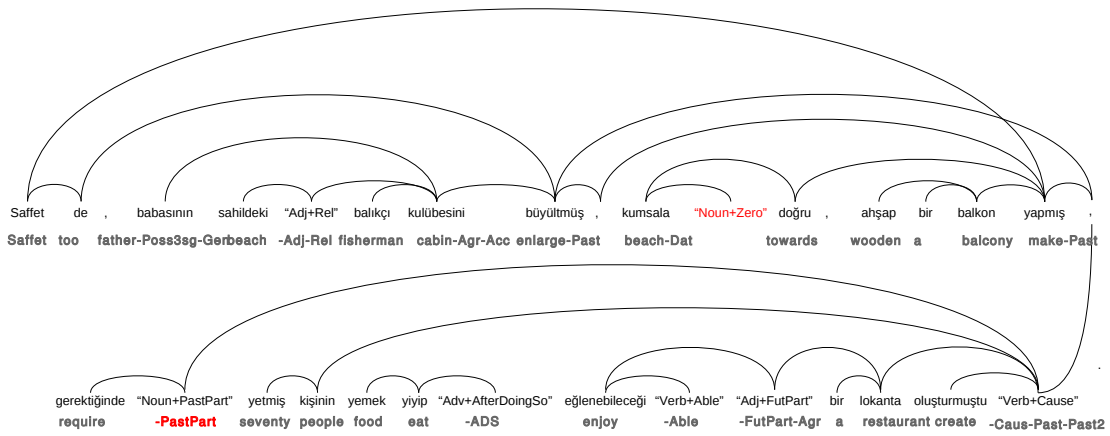 Saffet de , babasının sahildeki “Adj+Rel” balıkçı kulübesini büyültmüş , kumsala “Noun+Zero” doğru , ahşap bir balkon yapmış ,
Saffet too father-Poss3sg-Gen beach -Adj-Rel fisherman cabin-Agr-Acc enlarge-Past beach-Dat towards wooden a balcony make-Past
gerektiğinde “Noun+PastPart” yetmiş kişinin yemek yiyip “Adv+AfterDoingSo” eğlenebileceği “Verb+Able” “Adj+FutPart” bir lokanta oluşturmuştu “Verb+Cause” .
require -PastPart seventy people food eat -ADS enjoy -Able -FutPart-Agr a restaurant create -Caus-Past-Past2